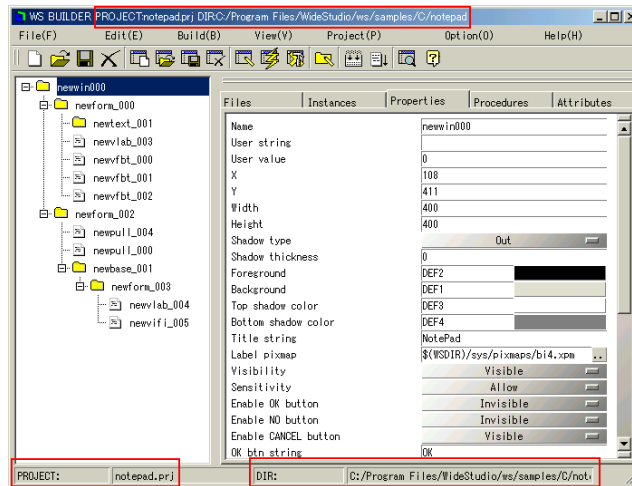 WS BUILDER PROJECT:notepad.prj DIRC:/Program Files/WideStudio/ws/samples/C/notepad
File(F) Edit(E) Build(B) View(V) Project(P) Option(O) Help(H)
newwin000
newform_000
newtext_001
newvlab_003
newvfbt_000
newvfbt_001
newvfbt_002
newform_002
newpull_004
newpull_000
newbase_001
newform_003
newvlab_004
newvifi_005
Files Instances Properties Procedures Attributes
Name newwin000
User string
User value 0
X 108
Y 411
Width 400
Height 400
Shadow type Out
Shadow thickness 0
Foreground DEF2
Background DEF1
Top shadow color DEF3
Bottom shadow color DEF4
Title string NotePad
Label pixmap $(WSDIR)/sys/pixmaps/bi4.xpm ..
Visibility Visible
Sensitivity Allow
Enable OK button Invisible
Enable NO button Invisible
Enable CANCEL button Visible
OK btn string OK
PROJECT: notepad.prj DIR: C:/Program Files/WideStudio/ws/samples/C/note